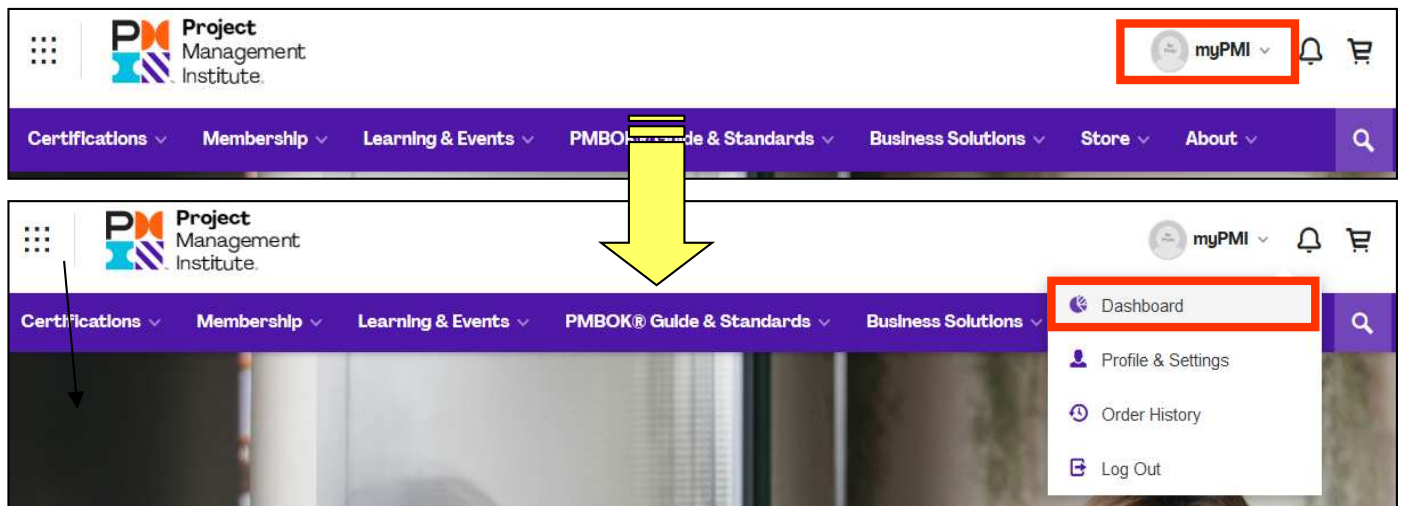 Project
Management
Institute.
myPMI
Certifications Membership Learning & Events PMBOK® Guide & Standards Business Solutions Store About
Project
Management
Institute.
myPMI
Certifications Membership Learning & Events PMBOK® Guide & Standards Business Solutions
Dashboard
Profile & Settings
Order History
Log Out